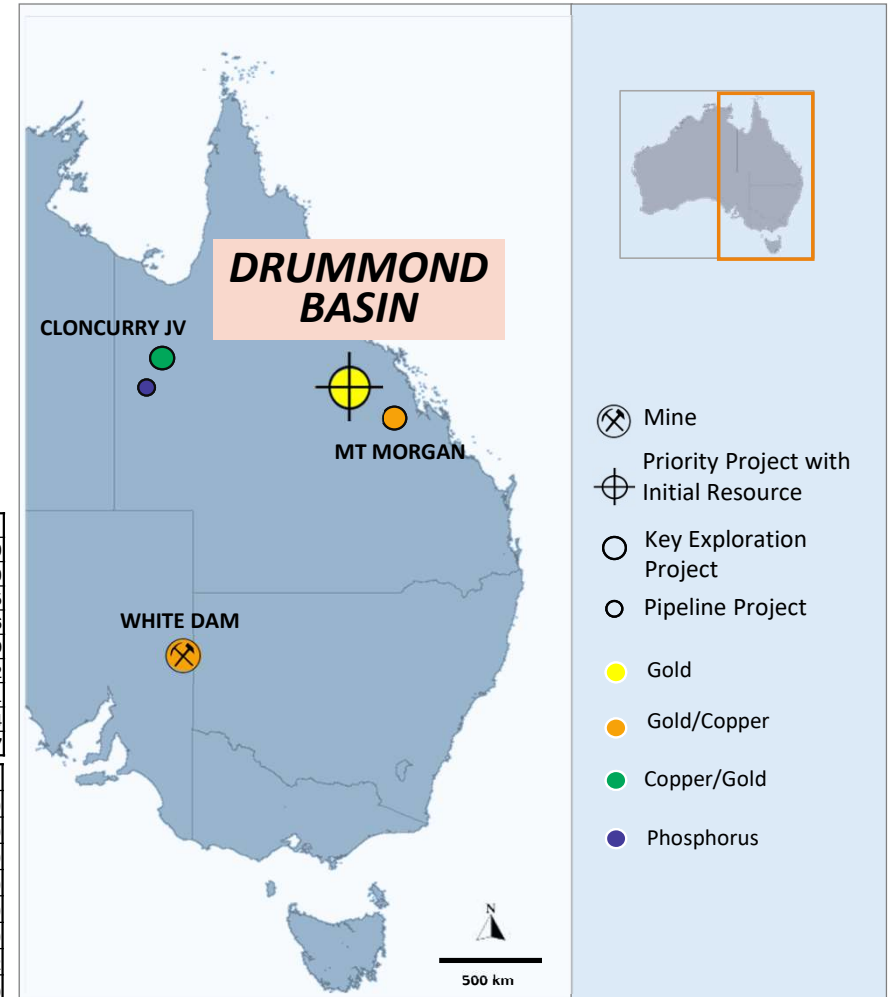 DRUMMOND
BASIN
CLONCURRY JV
MT MORGAN
WHITE DAM
N
500 km
Mine
Priority Project with
Initial Resource
Key Exploration
Project
Pipeline Project
Gold
Gold/Copper
Copper/Gold
Phosphorus